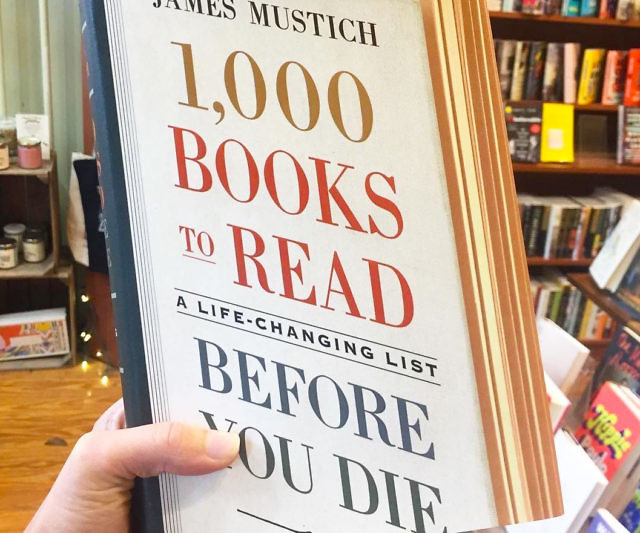 JAMES MUSTICH
1,000
BOOKS
TO READ
A LIFE-CHANGING LIST
BEFORE
YOU DIE